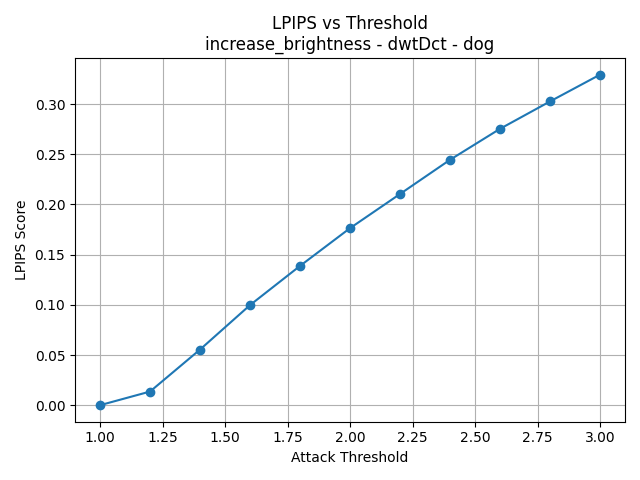 LPIPS vs Threshold
increase_brightness - dwtDct - dog
LPIPS Score
0.30
0.25
0.20
0.15
0.10
0.05
0.00
1.00 1.25 1.50 1.75 2.00 2.25 2.50 2.75 3.00
Attack Threshold